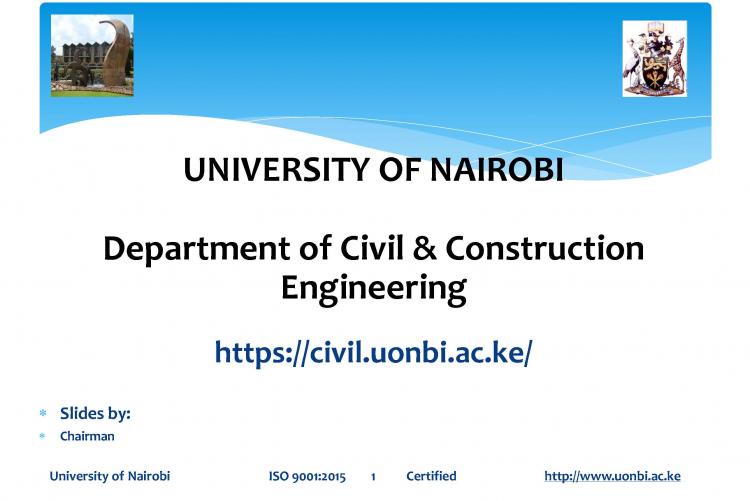 UNIVERSITY OF NAIROBI
Department of Civil & Construction
Engineering
https://civil.uonbi.ac.ke/
* Slides by:
* Chairman
University of Nairobi ISO 9001:2015 1 Certified http://www.uonbi.ac.ke